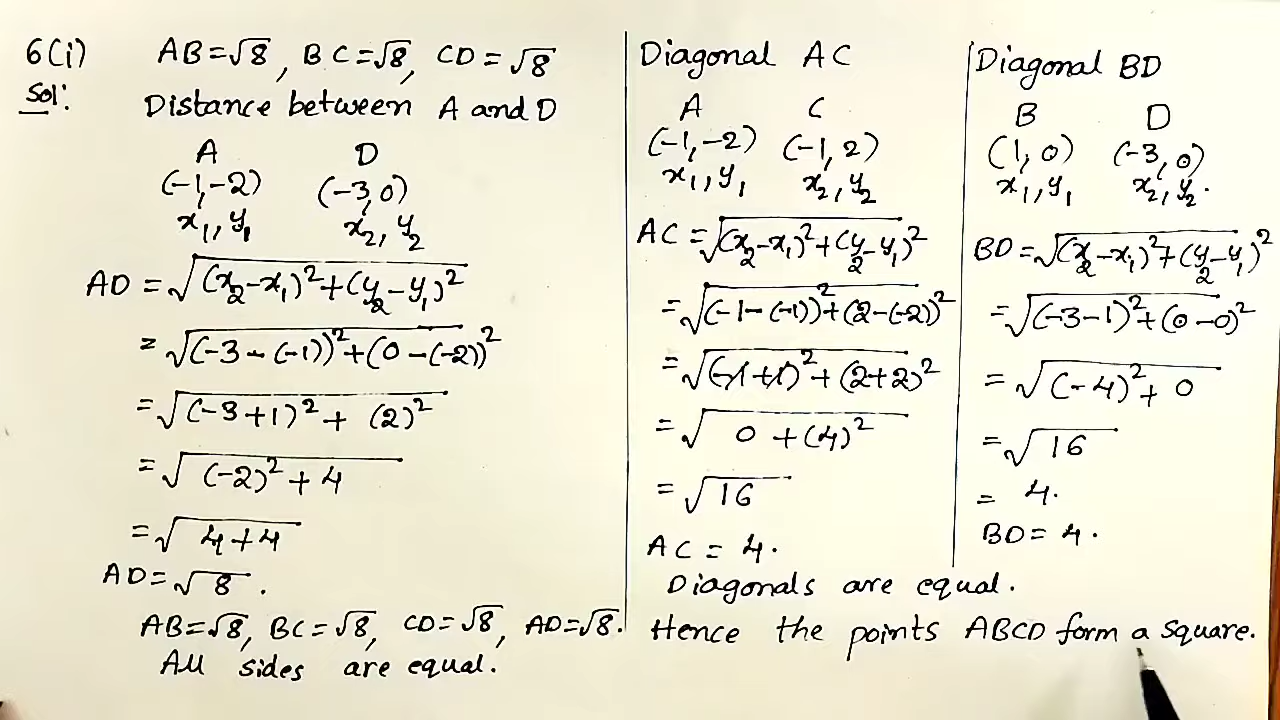 6(i) AB=√8, BC=√8, CD=√8
Sol:
Distance between A and D
A D
(-1,-2) (-3,0)
x₁,y₁ x₂,y₂
AD = √(x₂-x₁)²+(y₂-y₁)²
= √(-3-(-1))²+(0-(-2))²
= √(-3+1)²+(2)²
= √(-2)²+4
= √4+4
AD=√8.
AB=√8, BC=√8, CD=√8, AD=√8.
All sides are equal.
Diagonal AC
A C
(-1,-2) (-1,2)
x₁,y₁ x₂,y₂
AC = √(x₂-x₁)²+(y₂-y₁)²
= √(-1-(-1))²+(2-(-2))²
= √(-1+1)²+(2+2)²
= √0+(4)²
= √16
AC = 4.
Diagonal BD
B D
(1,0) (-3,0)
x₁,y₁ x₂,y₂.
BD=√(x₂-x₁)²+(y₂-y₁)²
=√(-3-1)²+(0-0)²
= √(-4)²+0
=√16
= 4.
BD= 4.
Diagonals are equal.
Hence the points ABCD form a square.